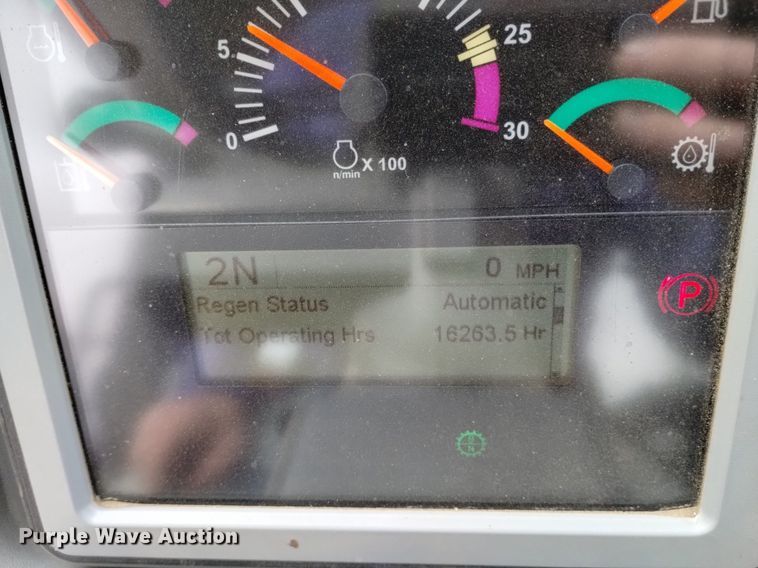 5
25
0
30
n/min X 100
2N 0 MPH
Regen Status Automatic
Tot Operating Hrs 16263.5 Hr
P
N
Purple Wave Auction